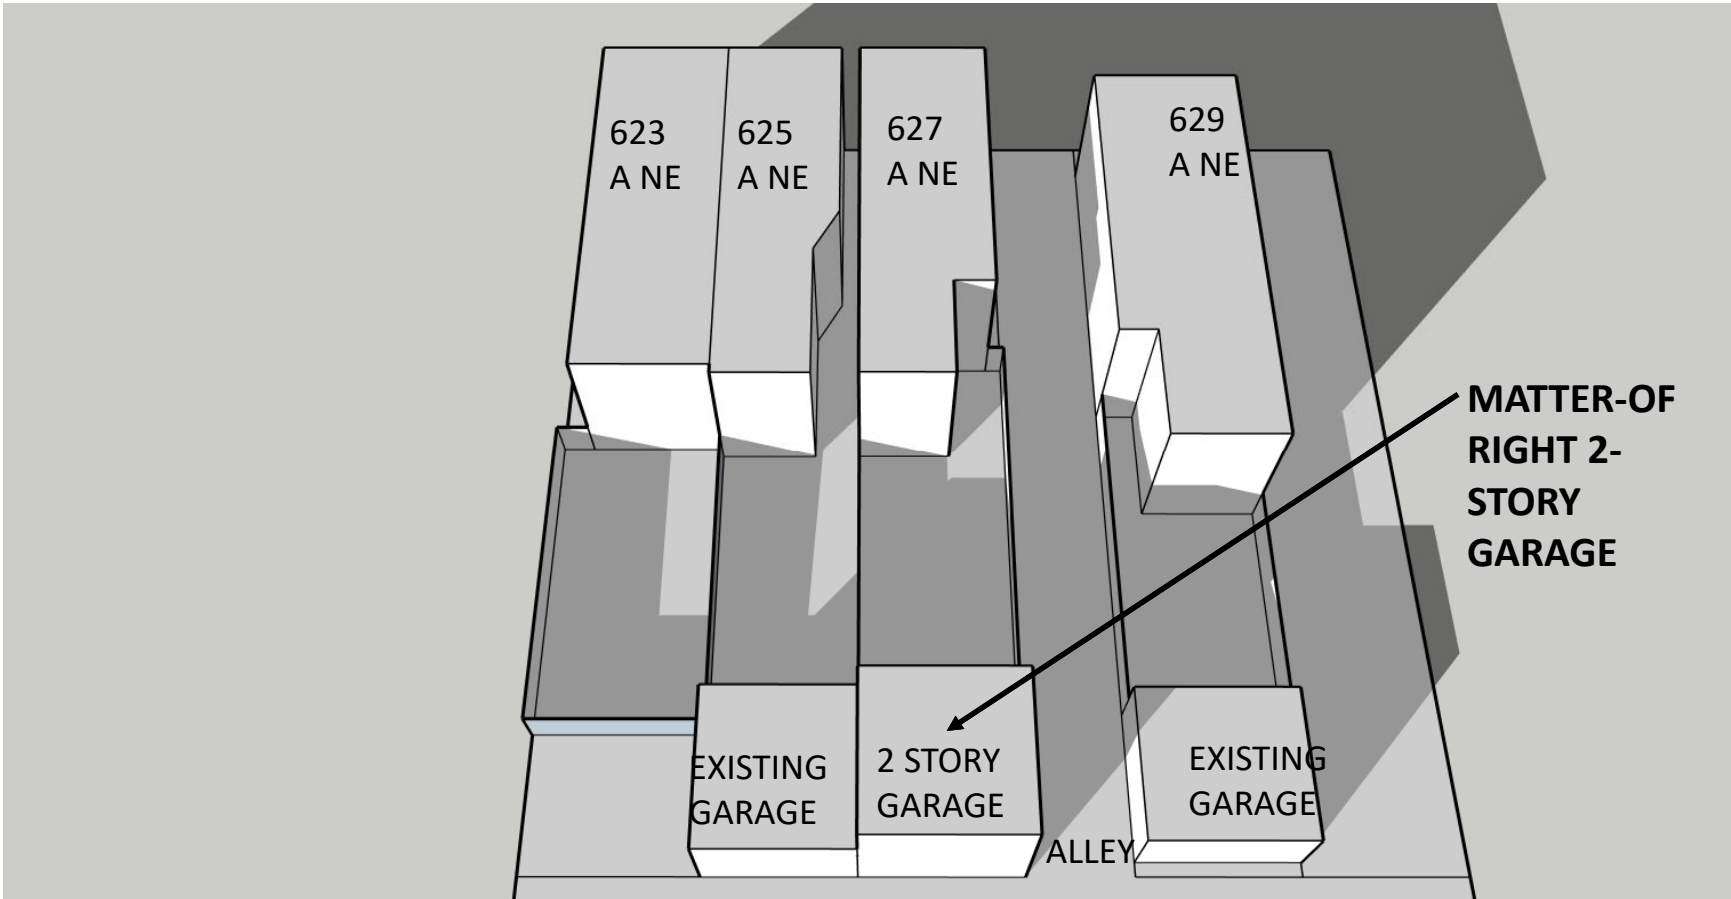 623
A NE
625
A NE
627
A NE
629
A NE
MATTER-OF
RIGHT 2-
STORY
GARAGE
EXISTING
GARAGE
2 STORY
GARAGE
EXISTING
GARAGE
ALLEY